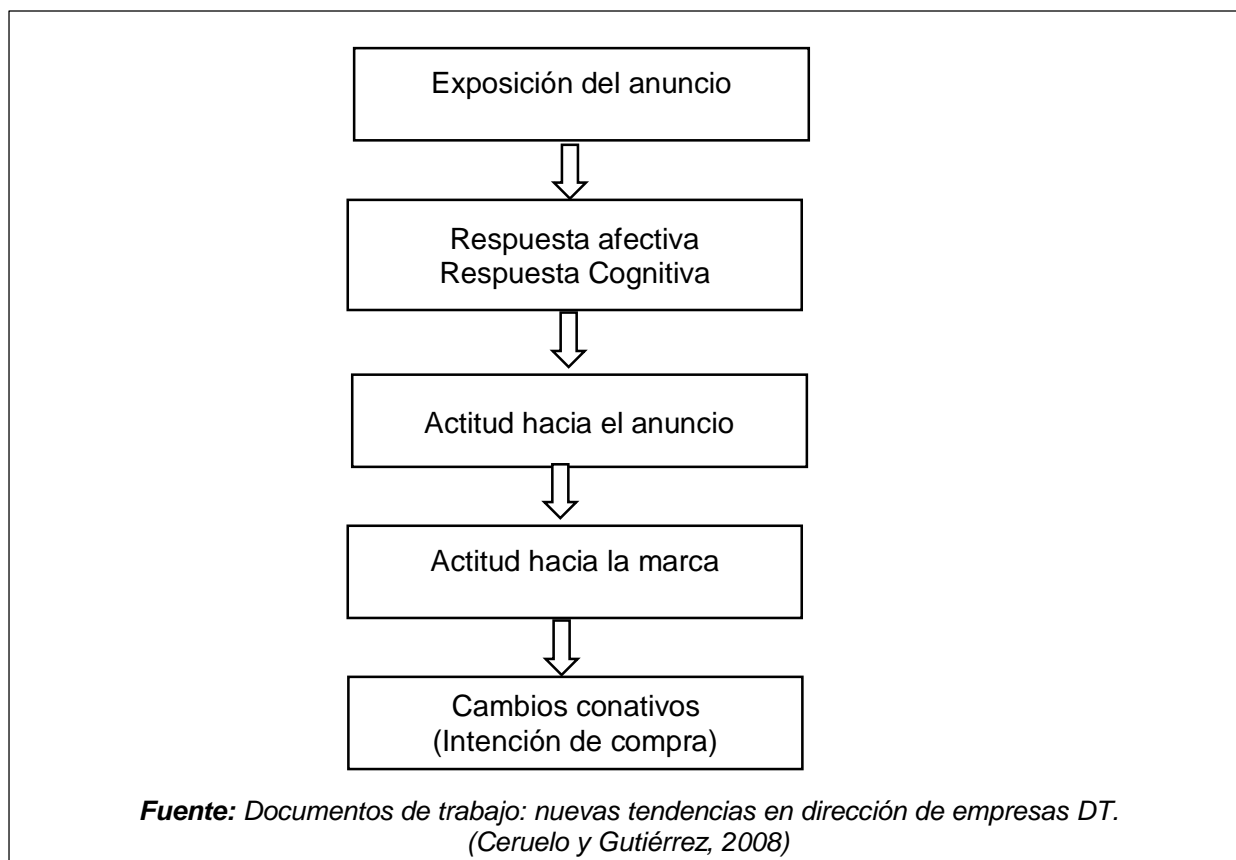 Exposición del anuncio
Respuesta afectiva
Respuesta Cognitiva
Actitud hacia el anuncio
Actitud hacia la marca
Cambios conativos
(Intención de compra)
Fuente: Documentos de trabajo: nuevas tendencias en dirección de empresas DT.
(Ceruelo y Gutiérrez, 2008)